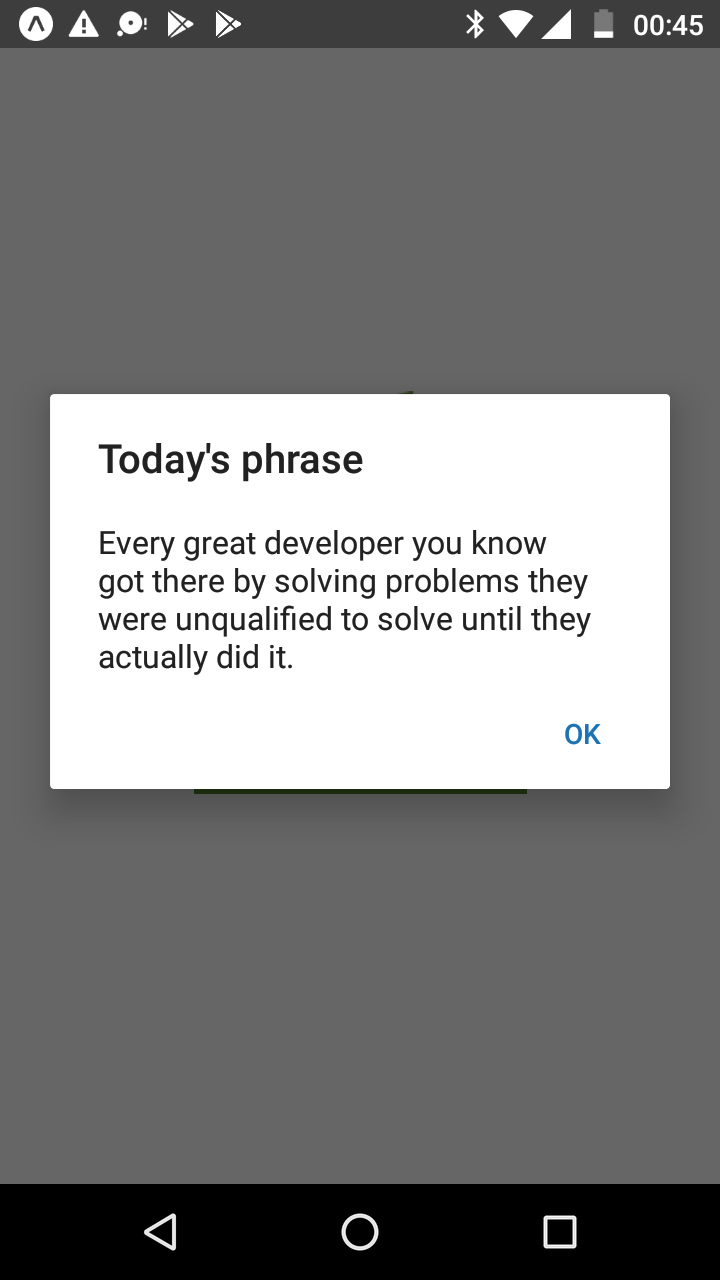 00:45
Today's phrase
Every great developer you know
got there by solving problems they
were unqualified to solve until they
actually did it.
OK